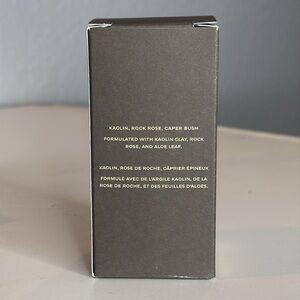 KAOLIN, ROCK ROSE, CAPER BUSH
FORMULATED WITH KAOLIN CLAY, ROCK
ROSE, AND ALOE LEAF.
KAOLIN, ROSE DE ROCHE, CÂPRIER ÉPINEUX
FORMULÉ AVEC DE L'ARGILE KAOLIN, DE LA
ROSE DE ROCHE, ET DES FEUILLES D'ALOÈS.